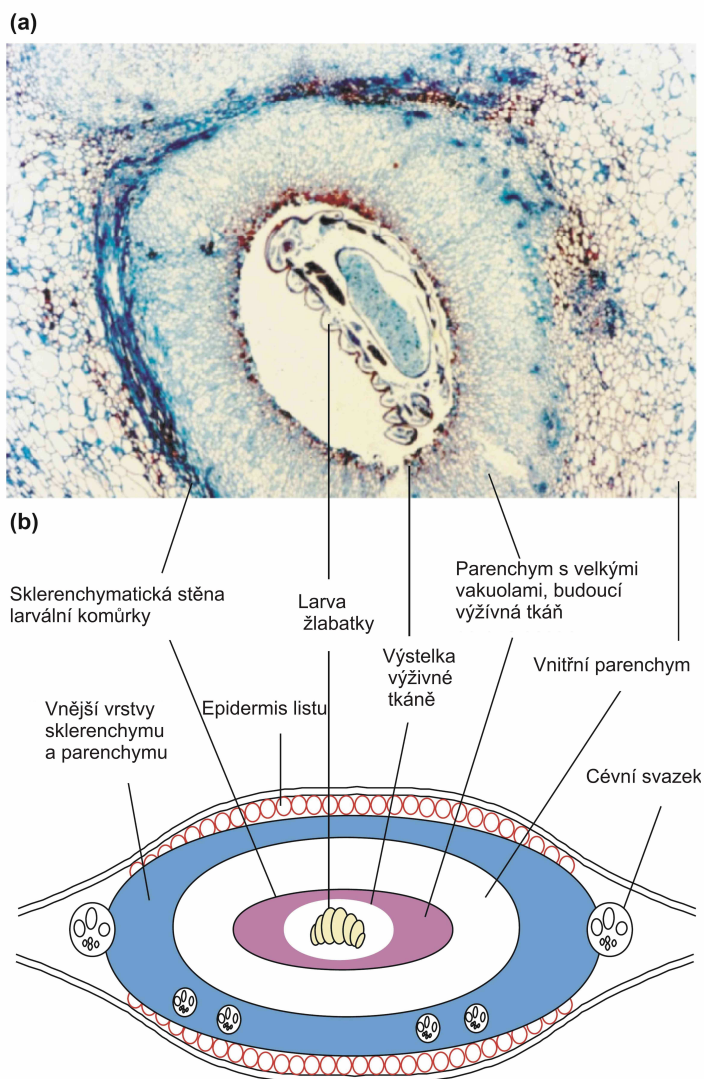 (a)
(b)
Sklerenchymatická stěna
larvální komůrky
Larva
žlabatky
Parenchym s velkými
vakuolami, budoucí
výžívná tkáň
Výstelka
výživné
tkáně
Vnitřní parenchym
Vnější vrstvy
sklerenchymu
a parenchymu
Epidermis listu
Cévní svazek